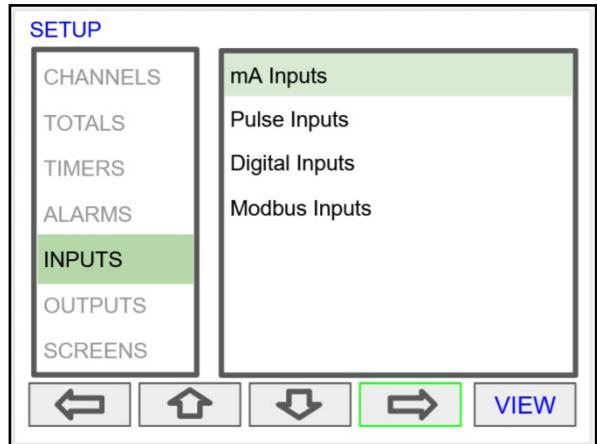 SETUP
CHANNELS
TOTALS
TIMERS
ALARMS
INPUTS
OUTPUTS
SCREENS
mA Inputs
Pulse Inputs
Digital Inputs
Modbus Inputs
VIEW